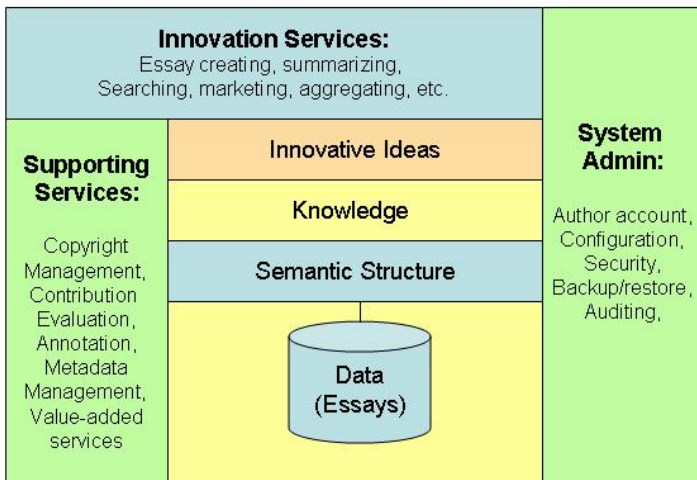 Innovation Services:
Essay creating, summarizing,
Searching, marketing, aggregating, etc.
Supporting
Services:
Copyright
Management,
Contribution
Evaluation,
Annotation,
Metadata
Management,
Value-added
services
Innovative Ideas
Knowledge
Semantic Structure
Data
(Essays)
System
Admin:
Author account,
Configuration,
Security,
Backup/restore,
Auditing,